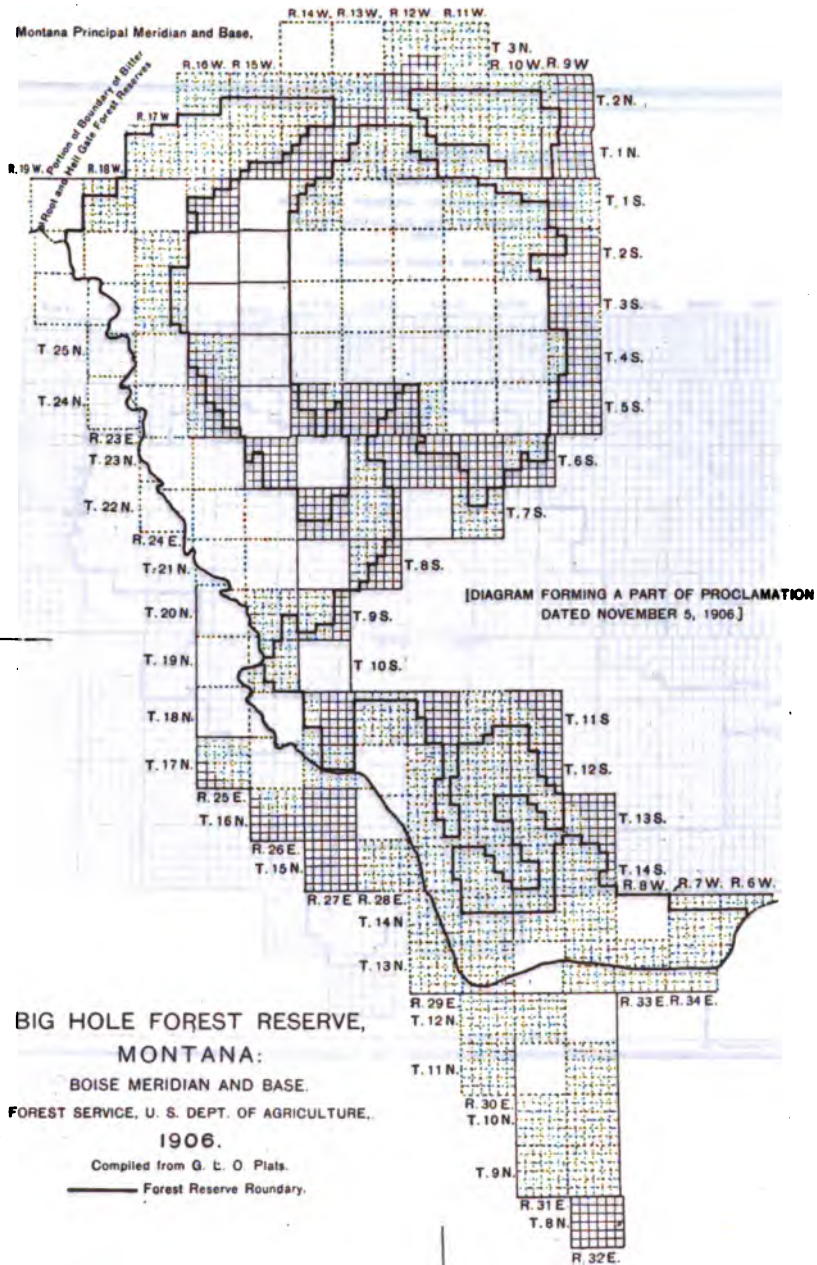 R.14 W. R.13 W. R 12 W R.11 W.
Montana Principal Meridian and Base.
T 3 N.
R.16 W. R 15 W. R 10 W. R 9 W
Portion of Boundary of Bitter
Root and Hell Gate Forest Reserves
T. 2 N.
R. 17 W
T. 1 N.
R. 19 W. R.18 W.
T. 1 S.
T. 2 S.
T. 3 S.
T. 25 N. T. 4 S.
T. 24 N. T. 5 S.
R. 23 E.
T. 23 N. T. 6 S.
T. 22 N. T. 7 S.
R. 24 E.
T. 21 N. T. 8 S.
[DIAGRAM FORMING A PART OF PROCLAMATION
DATED NOVEMBER 5, 1906.]
T. 20 N. T. 9 S.
T. 19 N. T. 10 S.
T. 18 N. T. 11 S
T. 17 N. T. 12 S.
R. 25 E.
T. 16 N. T. 13 S.
R. 26 E.
T. 15 N. T. 14 S.
R. 27 E R. 28 E. R. 8 W. R. 7 W. R. 6 W.
T. 14 N
T. 13 N.
R. 29 E. R. 33 E. R. 34 E.
T. 12 N.
BIG HOLE FOREST RESERVE,
MONTANA:
BOISE MERIDIAN AND BASE.
FOREST SERVICE, U. S. DEPT. OF AGRICULTURE,
1906.
Compiled from G. L. O. Plats.
Forest Reserve Roundary.
T. 11 N.
R. 30 E.
T. 10 N.
T. 9 N.
R. 31 E
T. 8 N.
R. 32 E.